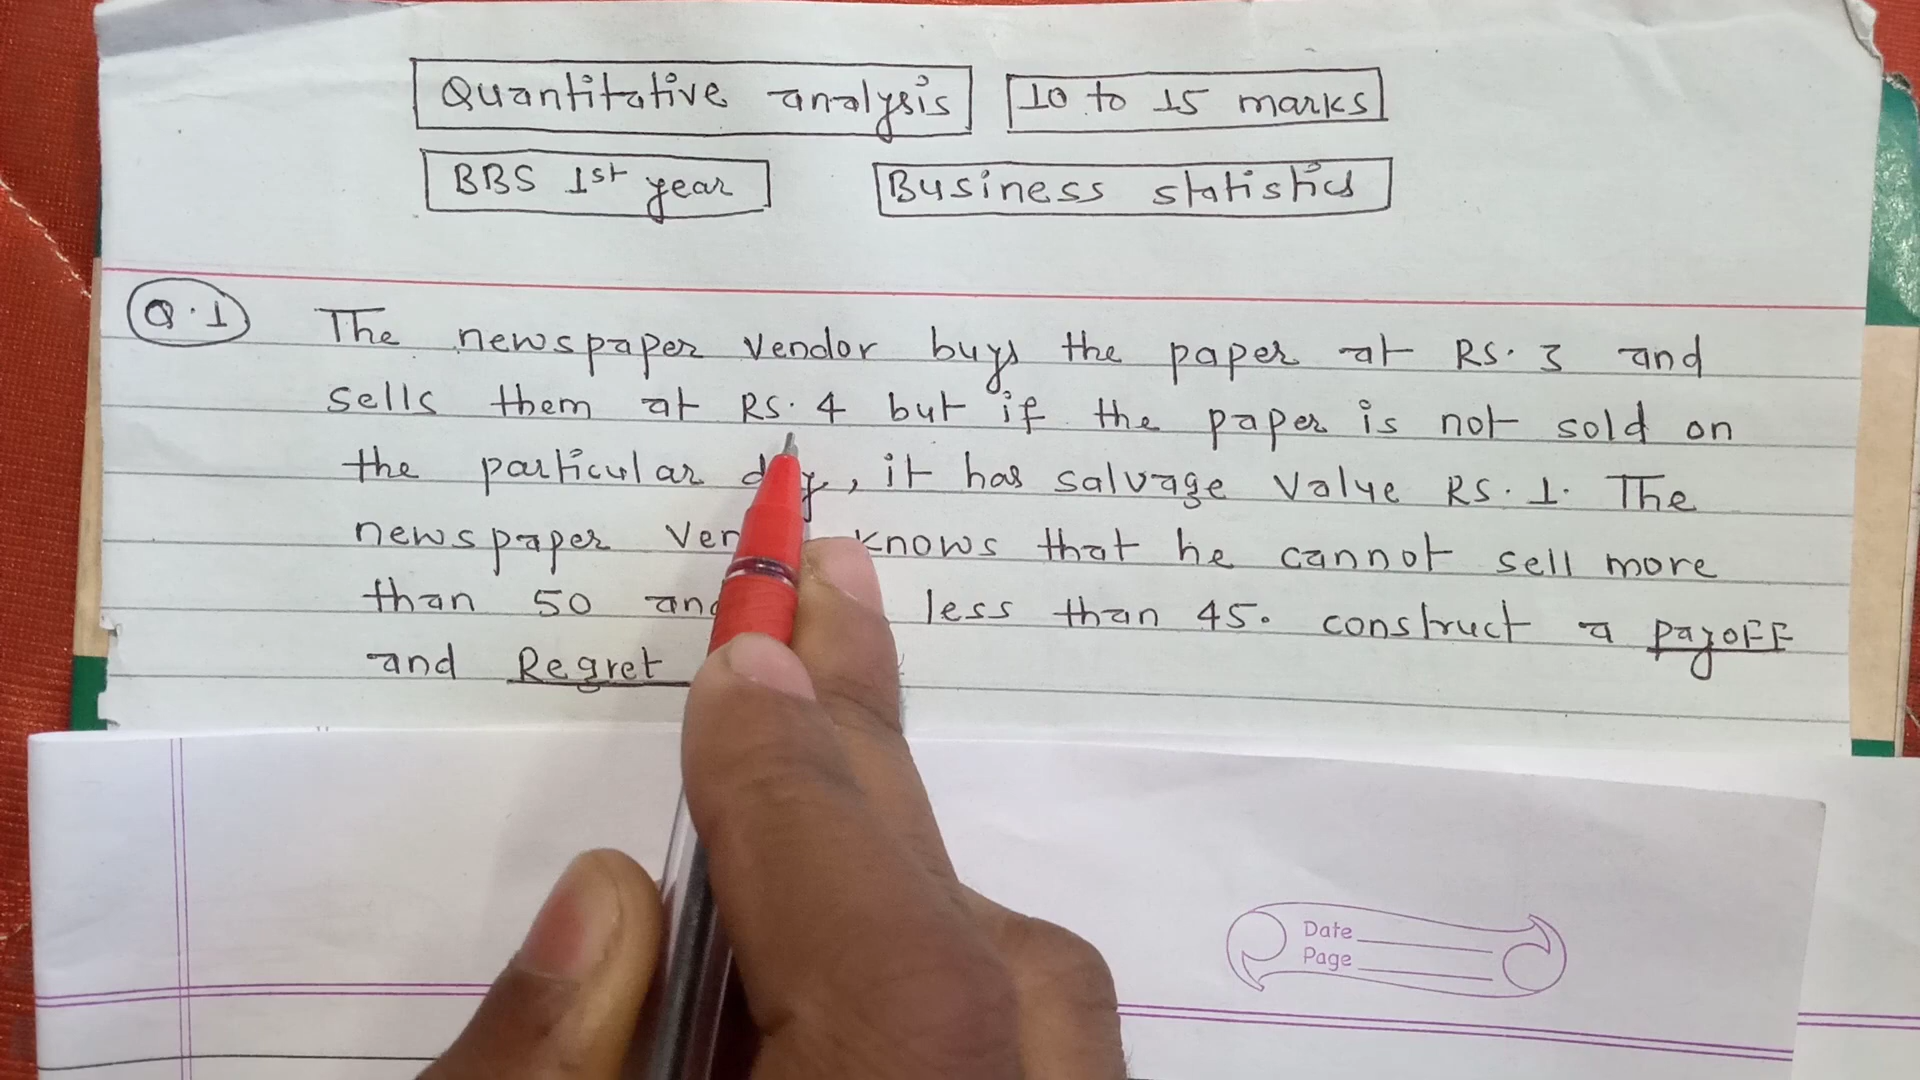 Quantitative analysis 10 to 15 marks
BBS 1st year Business statistics
Q.1 The newspaper vendor buys the paper at RS. 3 and
sells them at RS. 4 but if the paper is not sold on
the particular day, it has salvage value RS. 1. The
newspaper knows that he cannot sell more
than 50 less than 45. construct a payoFF
and Regret
Date
Page